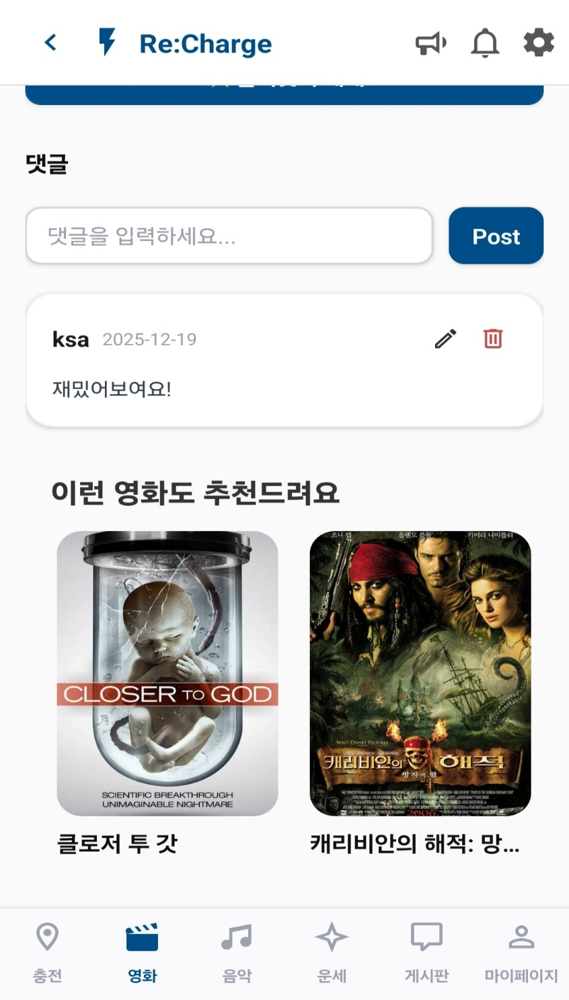 Re:Charge
댓글
댓글을 입력하세요...
Post
ksa 2025-12-19
재밌어보여요!
이런 영화도 추천드려요
CLOSER TO GOD
SCIENTIFIC BREAKTHROUGH
UNIMAGINABLE NIGHTMARE
클로저 투 갓
조니 뎁 올랜도 블룸 키이라 나이틀리
WALT DISNEY PICTURES
캐리비안의 해적
망자의 함
2006
캐리비안의 해적: 망...
충전 영화 음악 운세 게시판 마이페이지